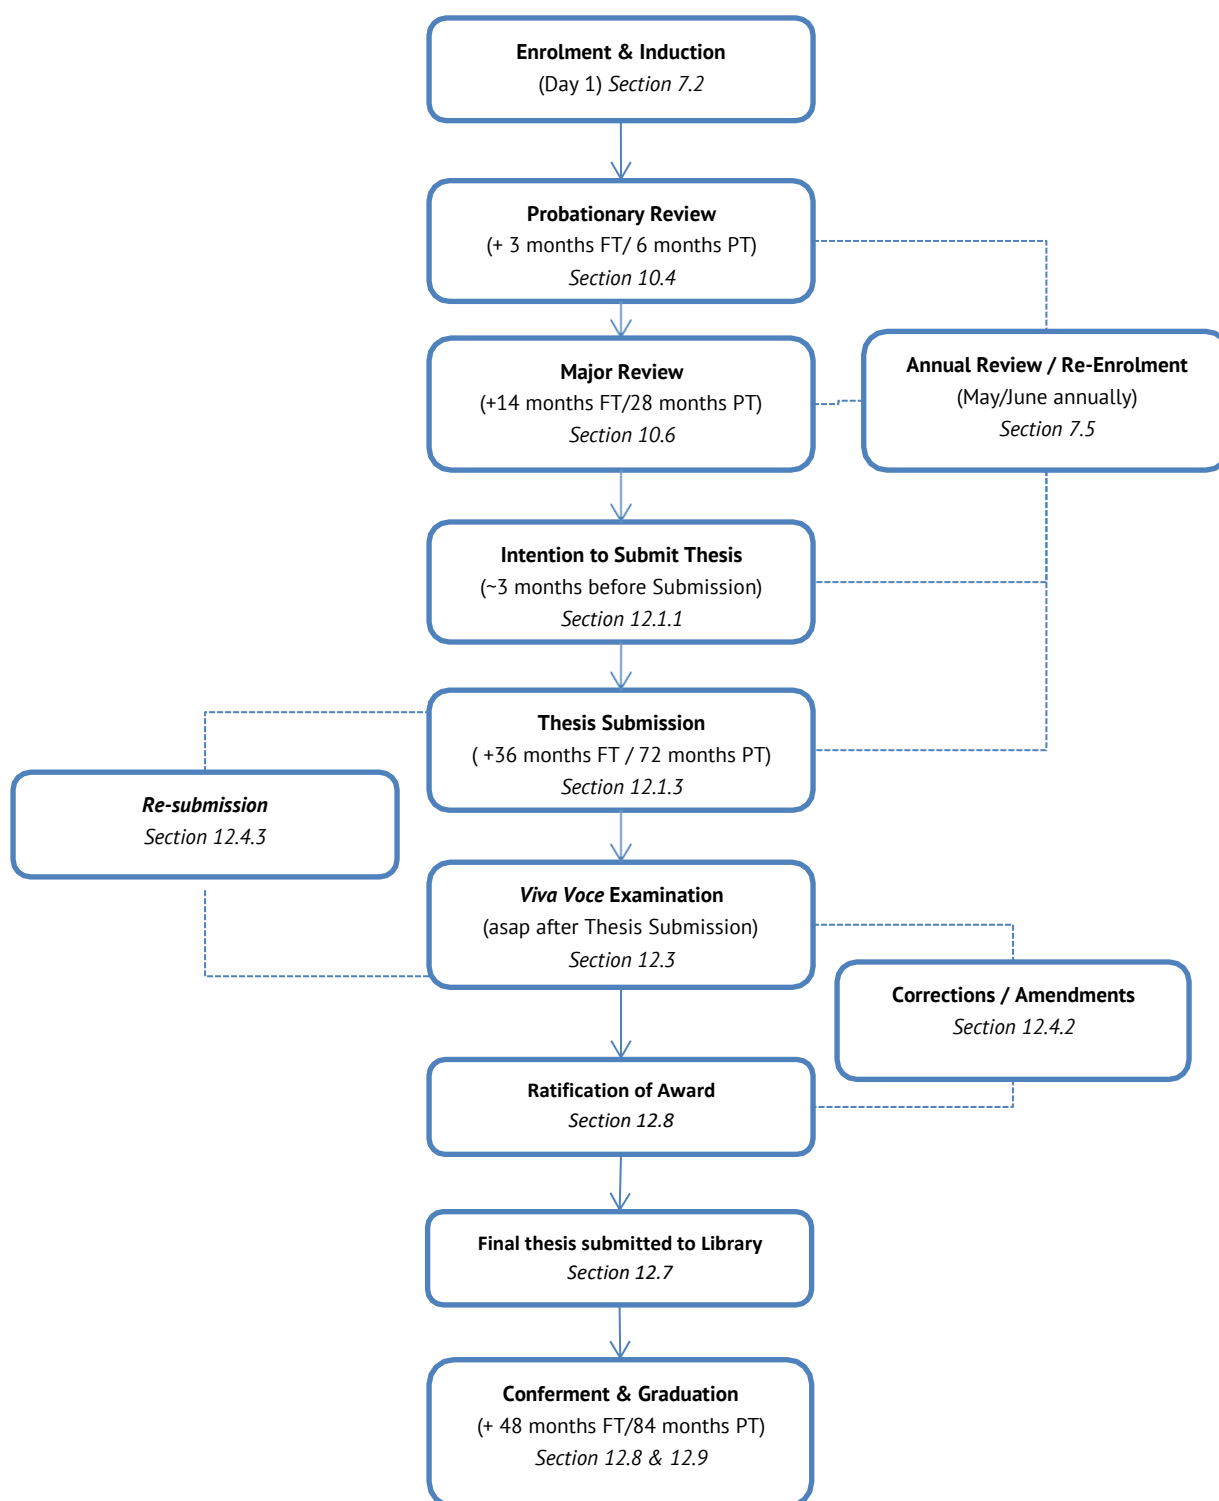 Enrolment & Induction
(Day 1) Section 7.2
Probationary Review
(+ 3 months FT/ 6 months PT)
Section 10.4
Major Review
(+14 months FT/28 months PT)
Section 10.6
Annual Review / Re-Enrolment
(May/June annually)
Section 7.5
Intention to Submit Thesis
(~3 months before Submission)
Section 12.1.1
Thesis Submission
( +36 months FT / 72 months PT)
Section 12.1.3
Re-submission
Section 12.4.3
Viva Voce Examination
(asap after Thesis Submission)
Section 12.3
Corrections / Amendments
Section 12.4.2
Ratification of Award
Section 12.8
Final thesis submitted to Library
Section 12.7
Conferment & Graduation
(+ 48 months FT/84 months PT)
Section 12.8 & 12.9